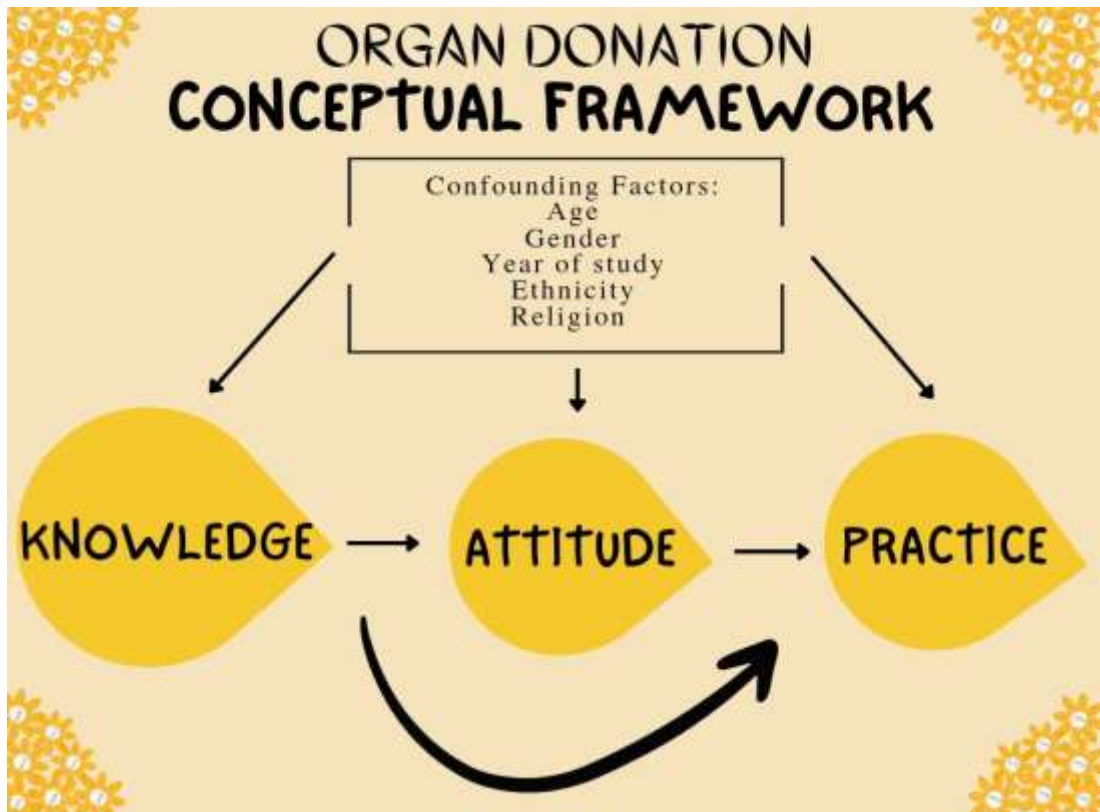 ORGAN DONATION
CONCEPTUAL FRAMEWORK
Confounding Factors:
Age
Gender
Year of study
Ethnicity
Religion
KNOWLEDGE
ATTITUDE
PRACTICE